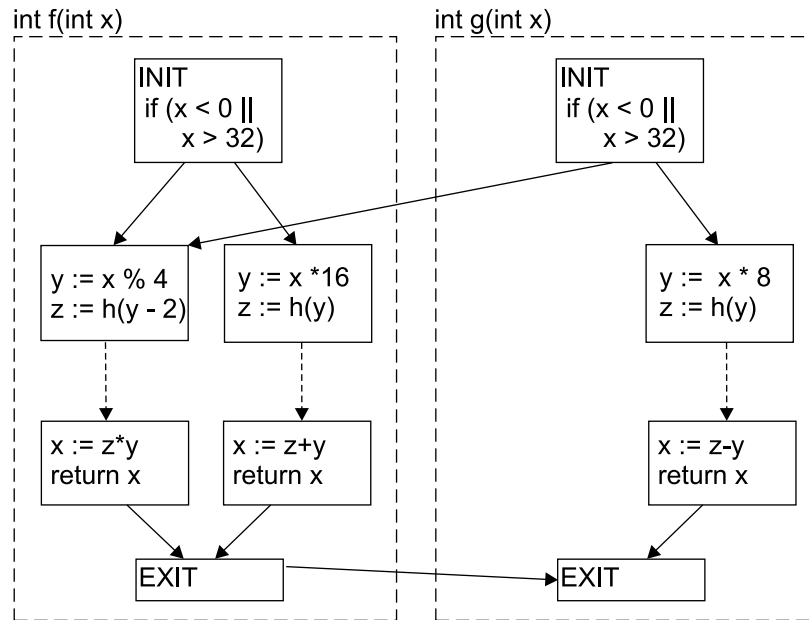 int f(int x)
INIT
if (x < 0 ||
x > 32)
y := x % 4
z := h(y - 2)
y := x *16
z := h(y)
x := z*y
return x
x := z+y
return x
EXIT
int g(int x)
INIT
if (x < 0 ||
x > 32)
y := x * 8
z := h(y)
x := z-y
return x
EXIT